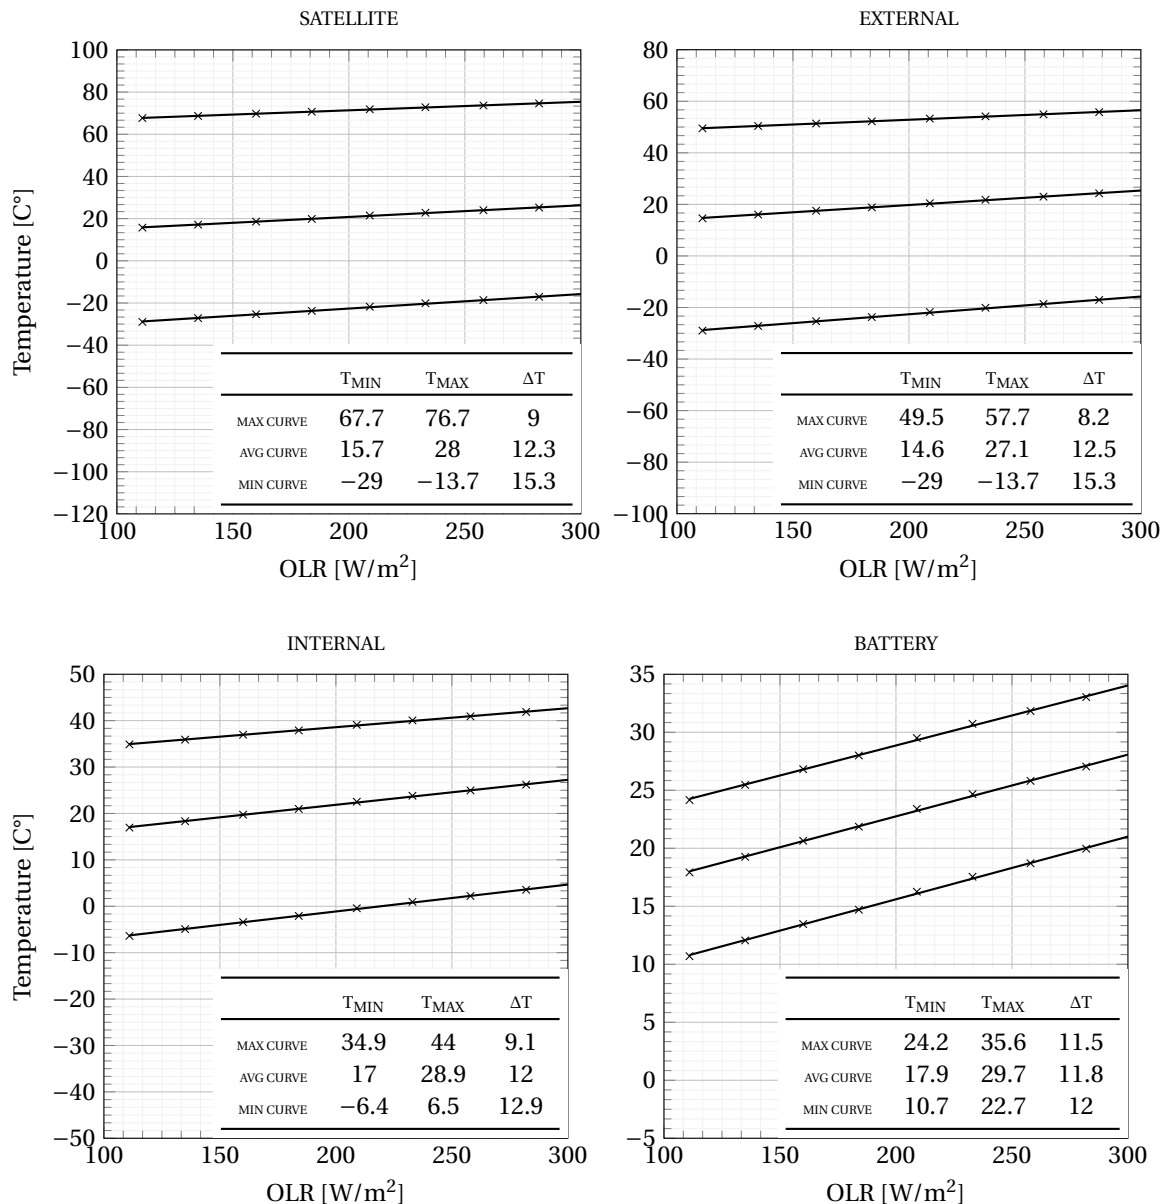 SATELLITE
100
80
60
40
20
0
−20
−40
−60
−80
−100
−120
Temperature [C°]
T_MIN T_MAX ΔT
MAX CURVE 67.7 76.7 9
AVG CURVE 15.7 28 12.3
MIN CURVE −29 −13.7 15.3
100 150 200 250 300
OLR [W/m²]
EXTERNAL
80
60
40
20
0
−20
−40
−60
−80
−100
T_MIN T_MAX ΔT
MAX CURVE 49.5 57.7 8.2
AVG CURVE 14.6 27.1 12.5
MIN CURVE −29 −13.7 15.3
100 150 200 250 300
OLR [W/m²]
INTERNAL
50
40
30
20
10
0
−10
−20
−30
−40
−50
Temperature [C°]
T_MIN T_MAX ΔT
MAX CURVE 34.9 44 9.1
AVG CURVE 17 28.9 12
MIN CURVE −6.4 6.5 12.9
100 150 200 250 300
OLR [W/m²]
BATTERY
35
30
25
20
15
10
5
0
−5
T_MIN T_MAX ΔT
MAX CURVE 24.2 35.6 11.5
AVG CURVE 17.9 29.7 11.8
MIN CURVE 10.7 22.7 12
100 150 200 250 300
OLR [W/m²]